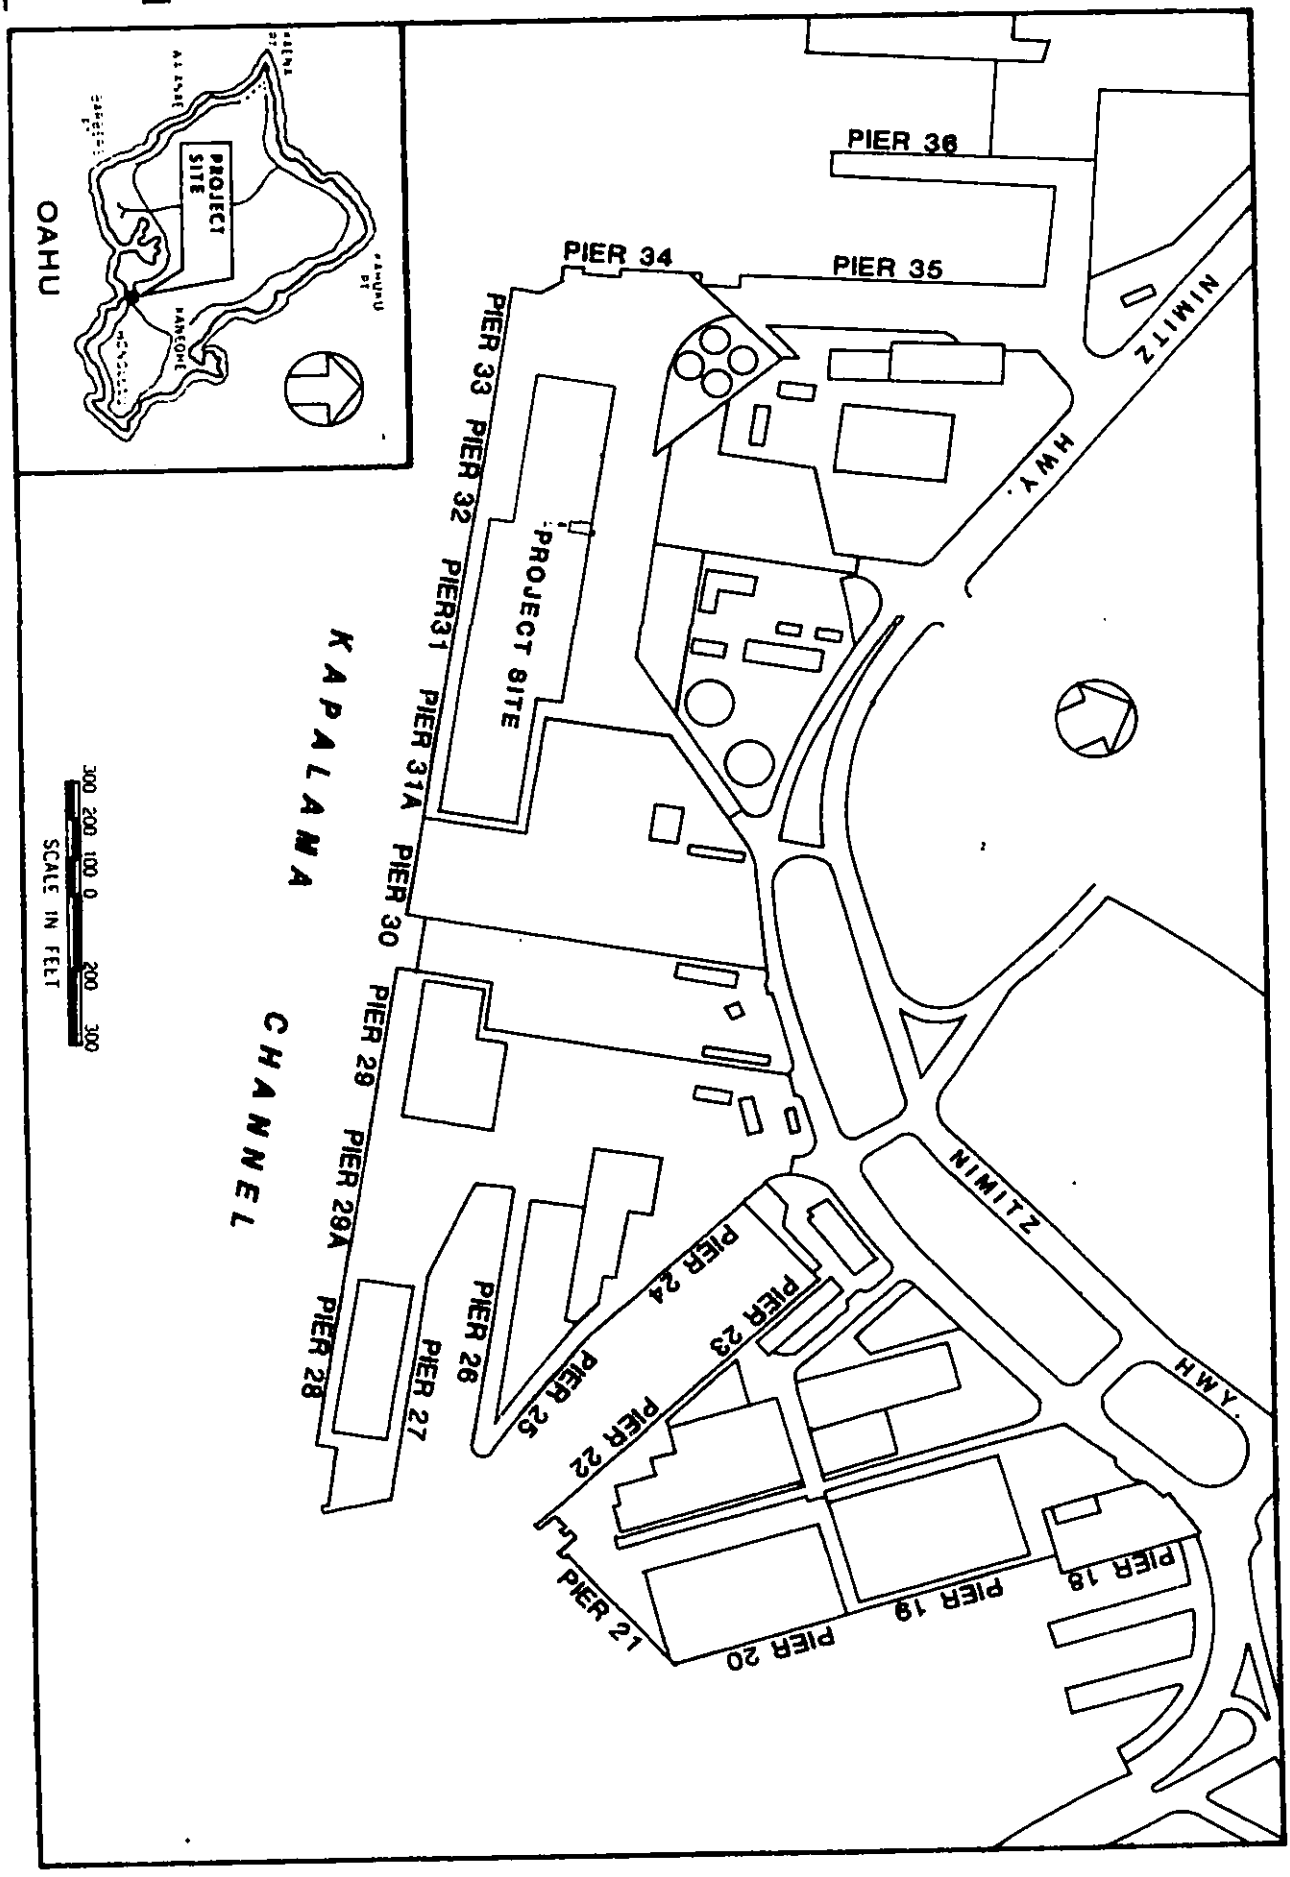 PIER 36
PIER 34
PIER 35
NIMITZ
HWY.
PIER 33
PIER 32
PIER31
PIER 31A
PIER 30
PIER 29
PIER 29A
PIER 28
PIER 27
PIER 26
PIER 25
PIER 24
PIER 23
PIER 22
PIER 21
PIER 20
PIER 19
PIER 18
PROJECT SITE
NIMITZ
HWY.
KAPALAMA
CHANNEL
300 200 100 0 200 300
SCALE IN FEET
OAHU
PROJECT
SITE
KANEOHE
HONOLULU